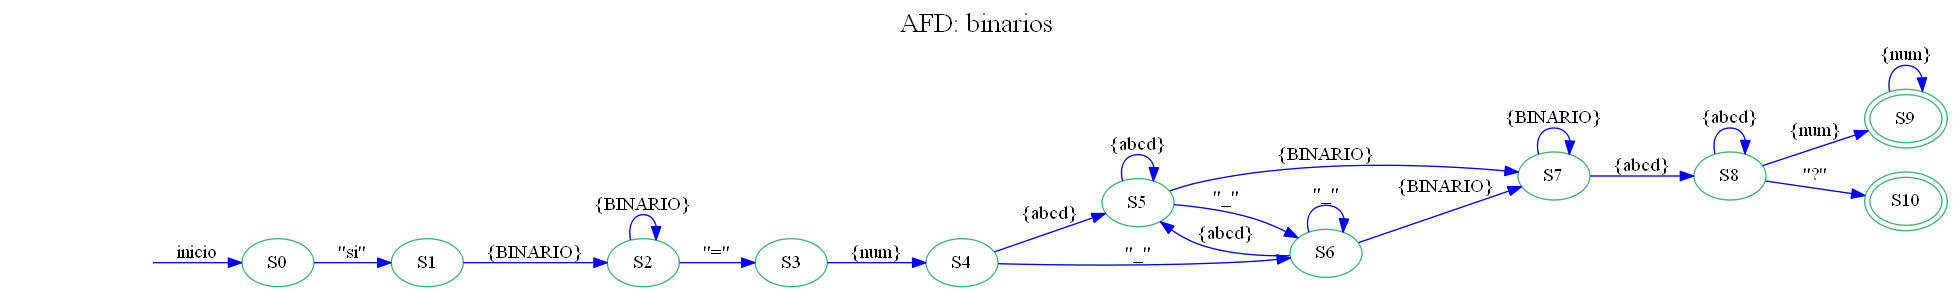 AFD: binarios
inicio
S0
"si"
S1
{BINARIO}
S2
{BINARIO}
"="
S3
{num}
S4
{abcd}
"_"
S5
{abcd}
{BINARIO}
"_"
{abcd}
S6
"_"
{BINARIO}
S7
{BINARIO}
{abcd}
S8
{abcd}
{num}
"?"
S9
{num}
S10